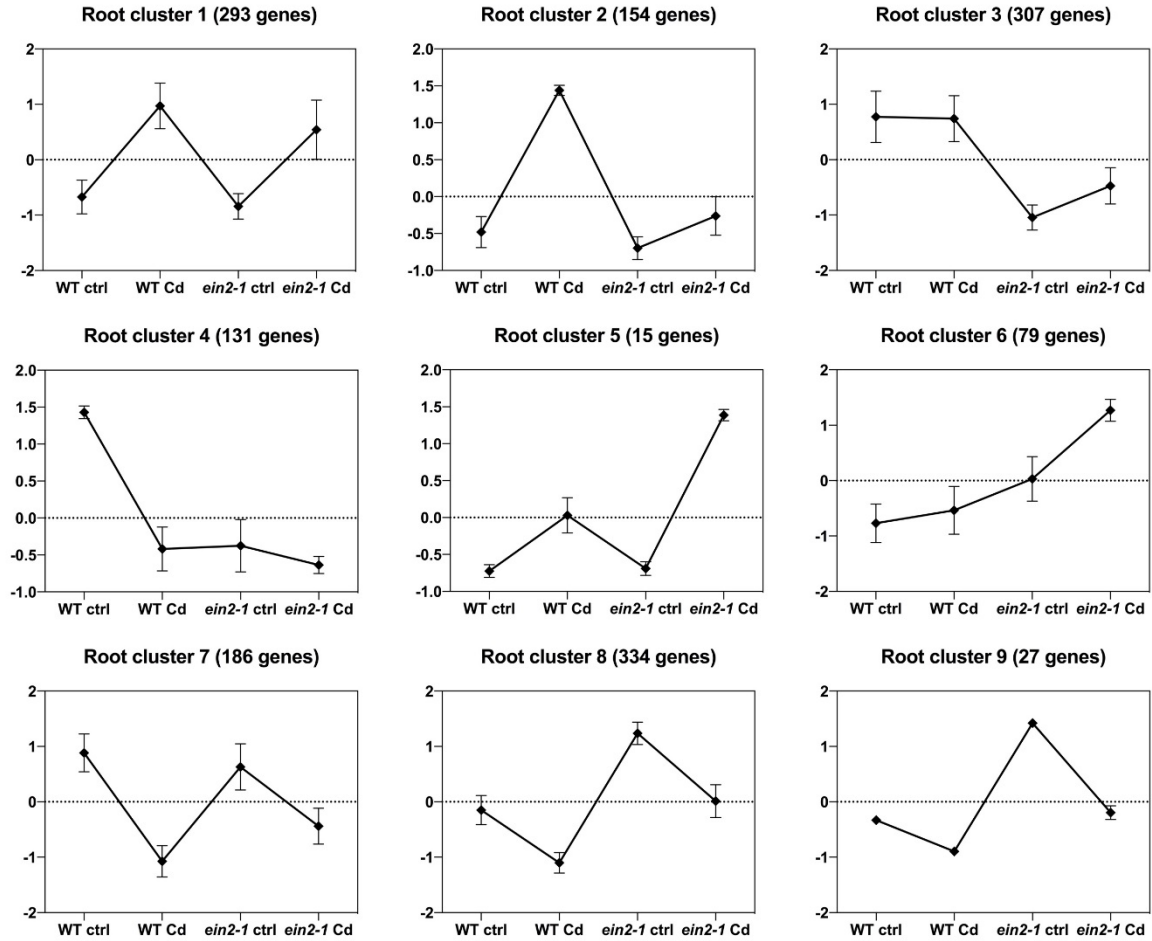 Root cluster 1 (293 genes)
2
1
0
-1
-2
WT ctrl WT Cd ein2-1 ctrl ein2-1 Cd
Root cluster 2 (154 genes)
2.0
1.5
1.0
0.5
0.0
-0.5
-1.0
WT ctrl WT Cd ein2-1 ctrl ein2-1 Cd
Root cluster 3 (307 genes)
2
1
0
-1
-2
WT ctrl WT Cd ein2-1 ctrl ein2-1 Cd
Root cluster 4 (131 genes)
2.0
1.5
1.0
0.5
0.0
-0.5
-1.0
WT ctrl WT Cd ein2-1 ctrl ein2-1 Cd
Root cluster 5 (15 genes)
2.0
1.5
1.0
0.5
0.0
-0.5
-1.0
WT ctrl WT Cd ein2-1 ctrl ein2-1 Cd
Root cluster 6 (79 genes)
2
1
0
-1
-2
WT ctrl WT Cd ein2-1 ctrl ein2-1 Cd
Root cluster 7 (186 genes)
2
1
0
-1
-2
WT ctrl WT Cd ein2-1 ctrl ein2-1 Cd
Root cluster 8 (334 genes)
2
1
0
-1
-2
WT ctrl WT Cd ein2-1 ctrl ein2-1 Cd
Root cluster 9 (27 genes)
2
1
0
-1
-2
WT ctrl WT Cd ein2-1 ctrl ein2-1 Cd